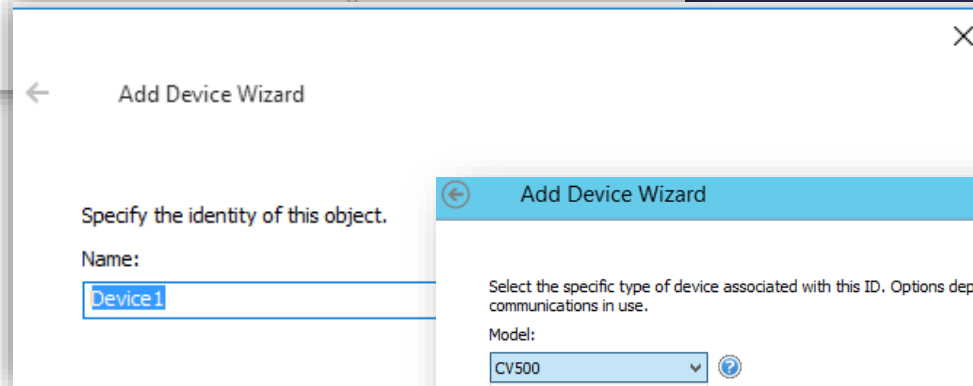 Add Device Wizard
Specify the identity of this object.
Name:
Device1
Add Device Wizard
Select the specific type of device associated with this ID. Options dep
communications in use.
Model:
CV500